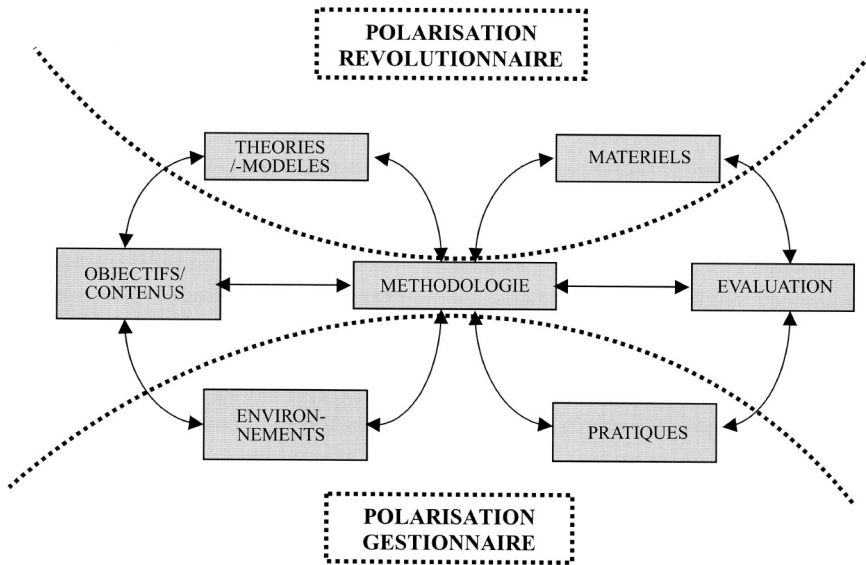 POLARISATION
REVOLUTIONNAIRE
THEORIES
/-MODELES
MATERIELS
OBJECTIFS/
CONTENUS
METHODOLOGIE
EVALUATION
ENVIRON-
NEMENTS
PRATIQUES
POLARISATION
GESTIONNAIRE